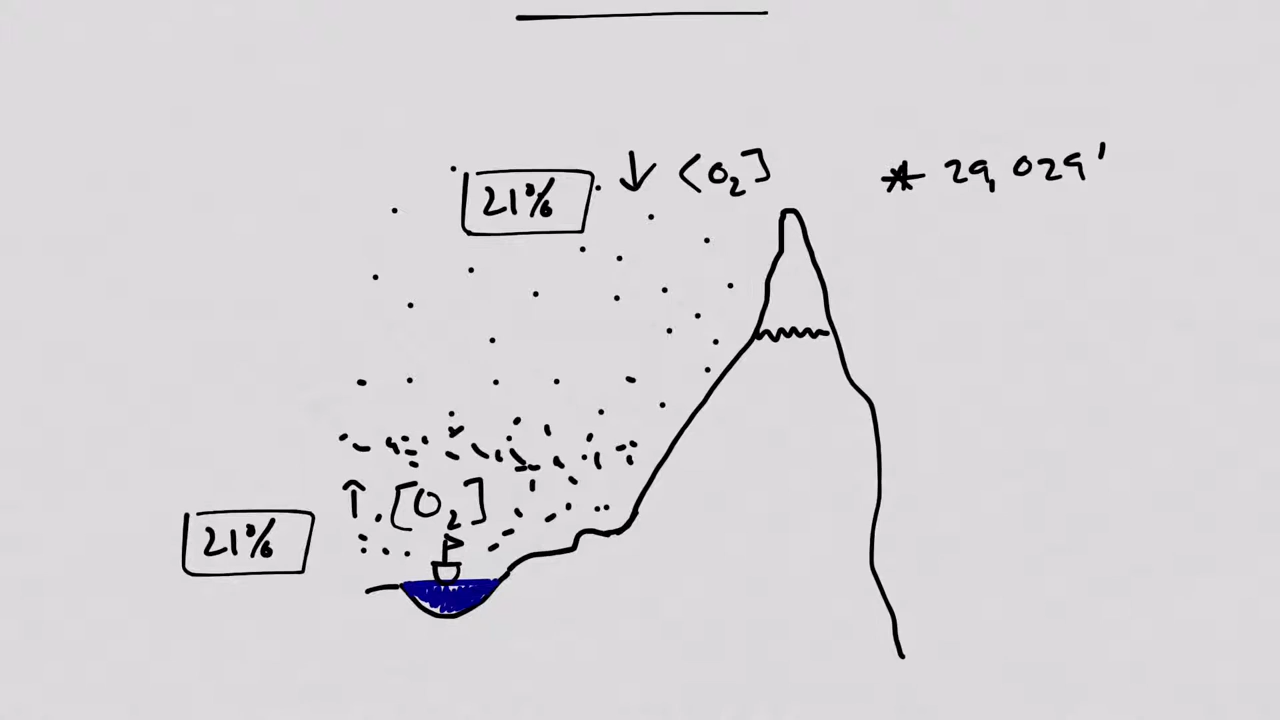 21% ↓ [O₂] * 29,029'
↑ [O₂]
21%